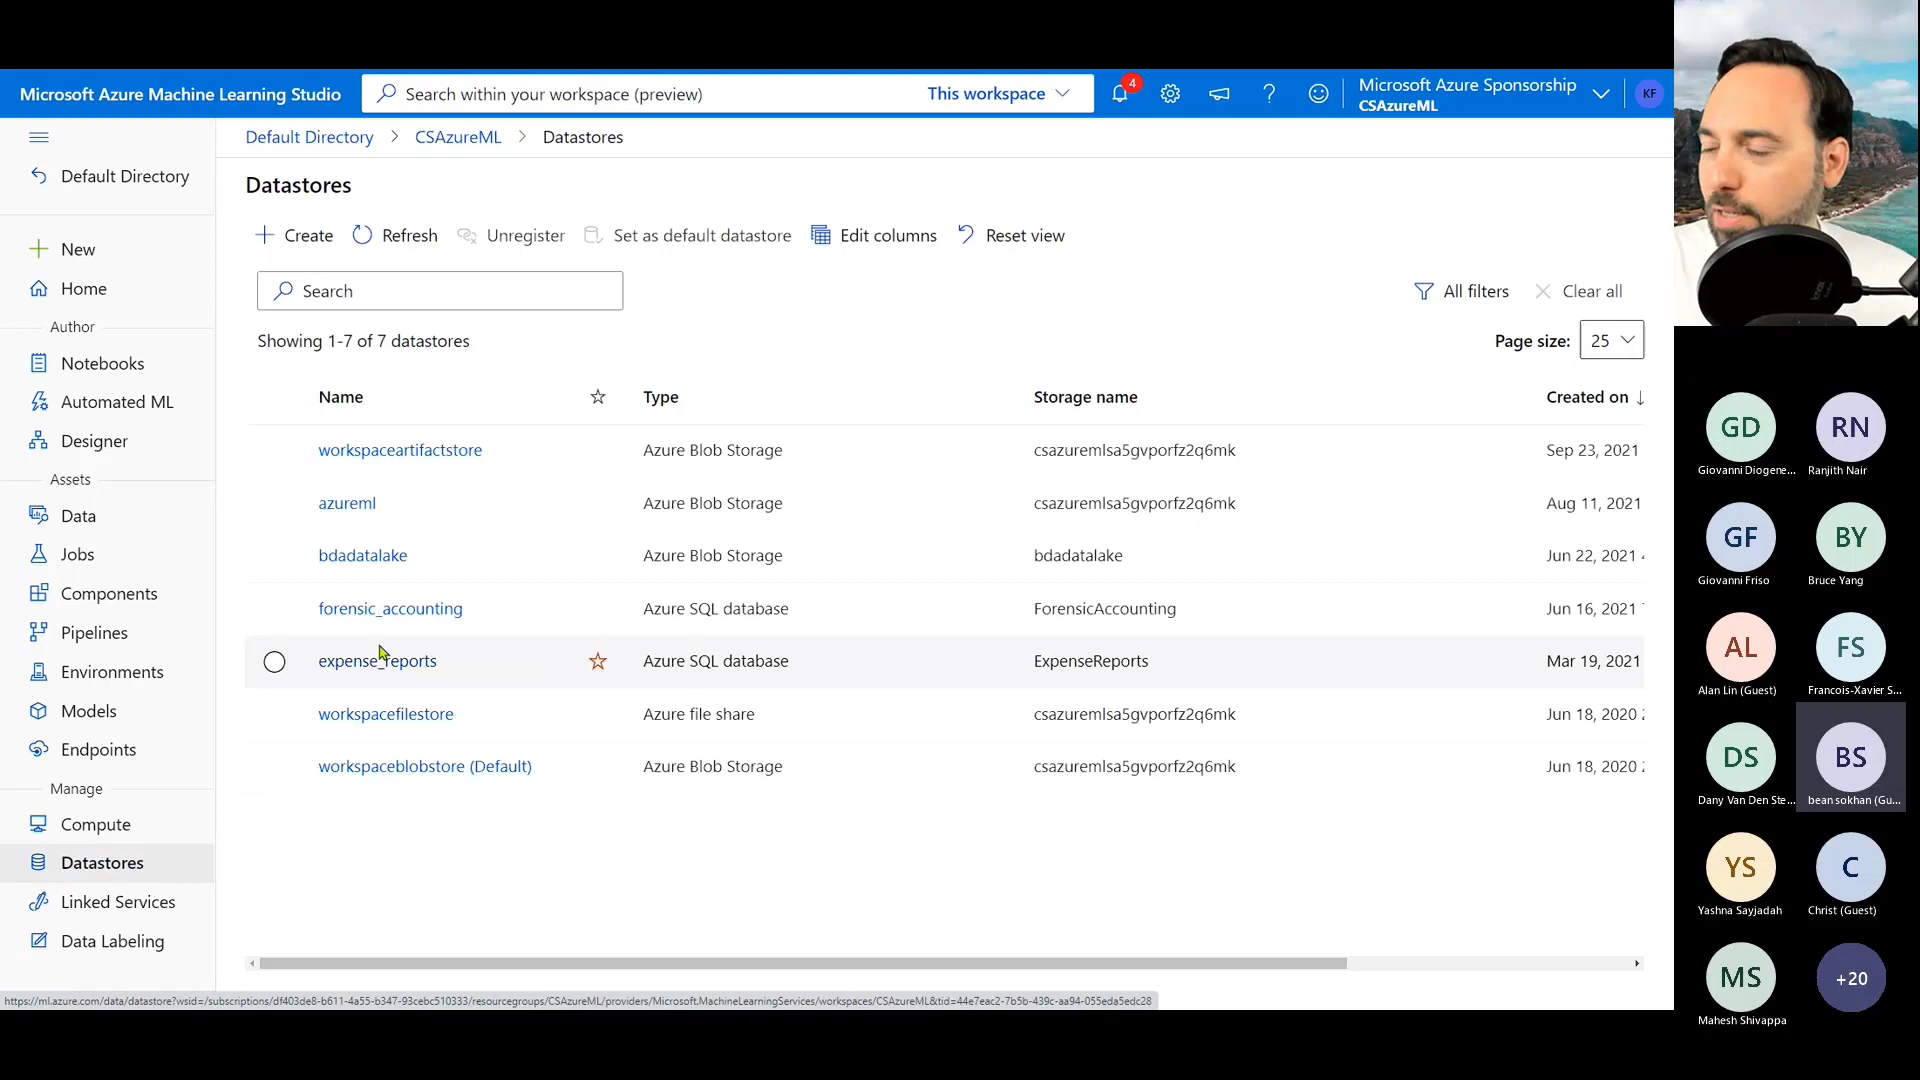 Microsoft Azure Machine Learning Studio
Search within your workspace (preview)
This workspace
4
Microsoft Azure Sponsorship
CSAzureML
KF
Default Directory
New
Home
Author
Notebooks
Automated ML
Designer
Assets
Data
Jobs
Components
Pipelines
Environments
Models
Endpoints
Manage
Compute
Datastores
Linked Services
Data Labeling
Default Directory > CSAzureML > Datastores
Datastores
Create Refresh Unregister Set as default datastore Edit columns Reset view
Search
All filters Clear all
Showing 1-7 of 7 datastores
Page size: 25
Name Type Storage name Created on
workspaceartifactstore Azure Blob Storage csazuremlsa5gvporfz2q6mk Sep 23, 2021
azureml Azure Blob Storage csazuremlsa5gvporfz2q6mk Aug 11, 2021
bdadatalake Azure Blob Storage bdadatalake Jun 22, 2021
forensic_accounting Azure SQL database ForensicAccounting Jun 16, 2021
expense_reports Azure SQL database ExpenseReports Mar 19, 2021
workspacefilestore Azure file share csazuremlsa5gvporfz2q6mk Jun 18, 2020
workspaceblobstore (Default) Azure Blob Storage csazuremlsa5gvporfz2q6mk Jun 18, 2020
https://ml.azure.com/data/datastore?wsid=/subscriptions/df403de8-b611-4a55-b347-93cebc510333/resourcegroups/CSAzureML/providers/Microsoft.MachineLearningServices/workspaces/CSAzureML&tid=44e7eac2-7b5b-439c-aa94-055eda5edc28
GD RN
Giovanni Diogene... Ranjith Nair
GF BY
Giovanni Friso Bruce Yang
AL FS
Alan Lin (Guest) Francois-Xavier S...
DS BS
Dany Van Den Ste... bean sokhan (Gu...
YS C
Yashna Sayjadah Christ (Guest)
MS +20
Mahesh Shivappa